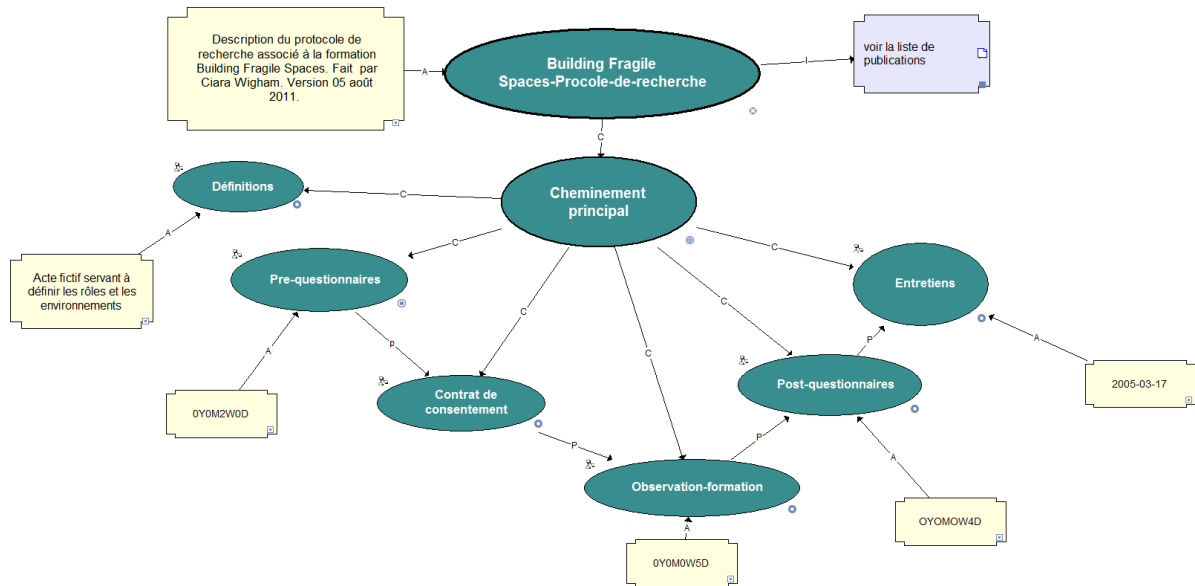 Description du protocole de
recherche associé à la formation
Building Fragile Spaces. Fait par
Ciara Wigham. Version 05 août
2011.
A
Building Fragile
Spaces-Procole-de-recherche
I
voir la liste de
publications
C
Définitions
C
Cheminement
principal
A
C
C
Acte fictif servant à
définir les rôles et les
environnements
Pre-questionnaires
Entretiens
C
C
C
A
p
P
A
0Y0M2W0D
Contrat de
consentement
Post-questionnaires
2005-03-17
P
P
A
Observation-formation
A
OYOMOW4D
0Y0M0W5D